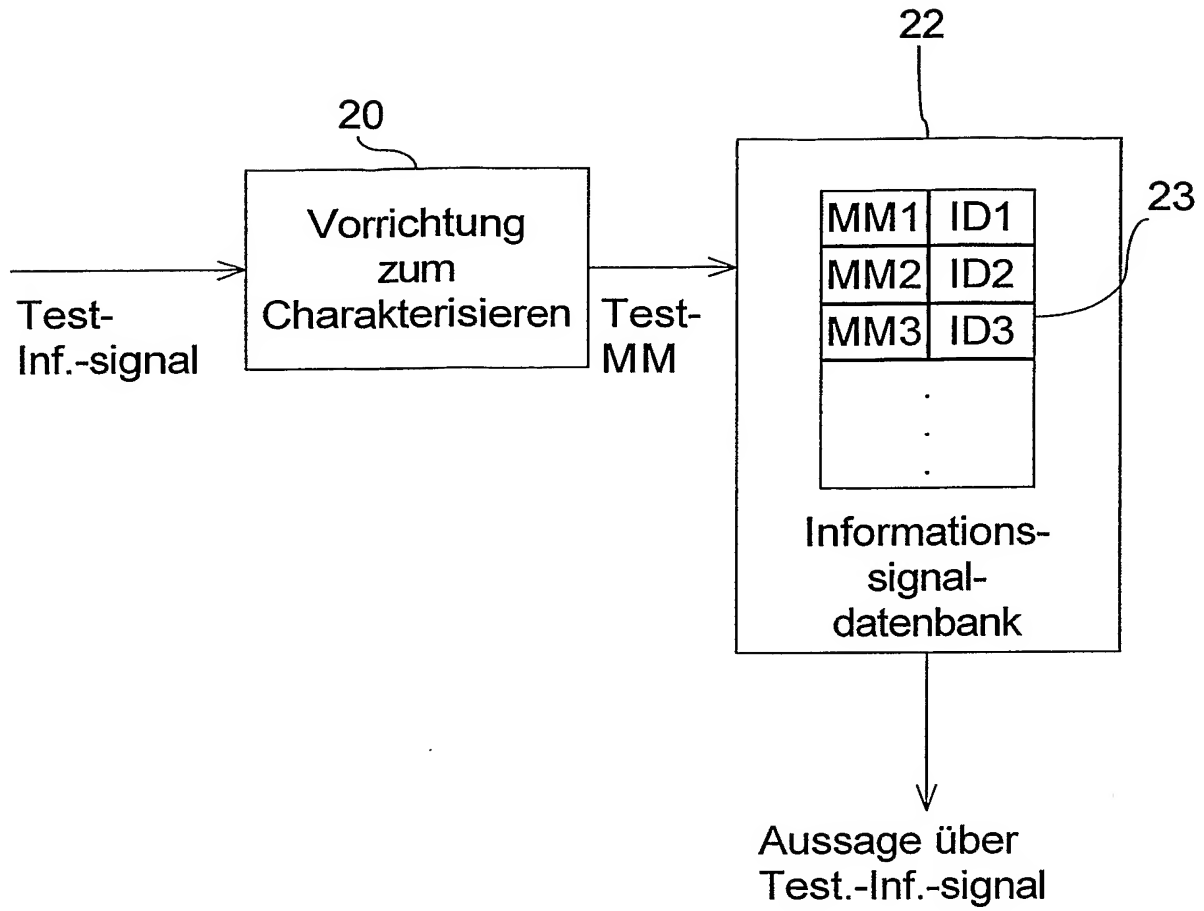 22
20
23
Vorrichtung
zum
Charakterisieren
Test-
Inf.-signal
Test-
MM
MM1 ID1
MM2 ID2
MM3 ID3
.
.
.
Informations-
signal-
datenbank
Aussage über
Test.-Inf.-signal